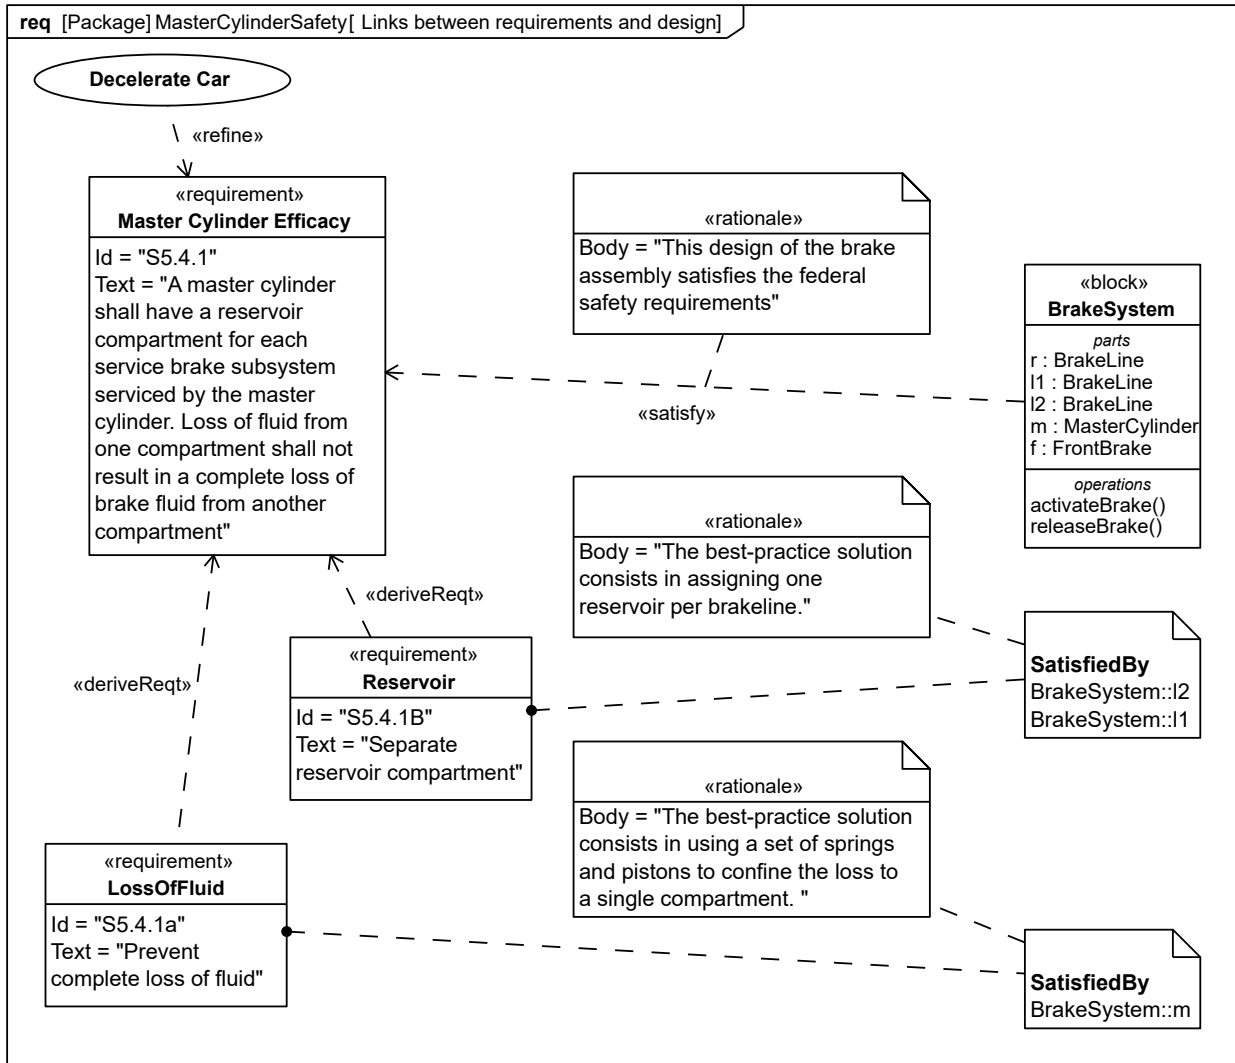 req [Package] MasterCylinderSafety[ Links between requirements and design]
Decelerate Car
«refine»
«requirement»
Master Cylinder Efficacy
Id = "S5.4.1"
Text = "A master cylinder
shall have a reservoir
compartment for each
service brake subsystem
serviced by the master
cylinder. Loss of fluid from
one compartment shall not
result in a complete loss of
brake fluid from another
compartment"
«rationale»
Body = "This design of the brake
assembly satisfies the federal
safety requirements"
«block»
BrakeSystem
parts
r : BrakeLine
l1 : BrakeLine
l2 : BrakeLine
m : MasterCylinder
f : FrontBrake
operations
activateBrake()
releaseBrake()
«satisfy»
«rationale»
Body = "The best-practice solution
consists in assigning one
reservoir per brakeline."
«deriveReqt»
«deriveReqt»
«requirement»
Reservoir
Id = "S5.4.1B"
Text = "Separate
reservoir compartment"
SatisfiedBy
BrakeSystem::l2
BrakeSystem::l1
«rationale»
Body = "The best-practice solution
consists in using a set of springs
and pistons to confine the loss to
a single compartment. "
«requirement»
LossOfFluid
Id = "S5.4.1a"
Text = "Prevent
complete loss of fluid"
SatisfiedBy
BrakeSystem::m